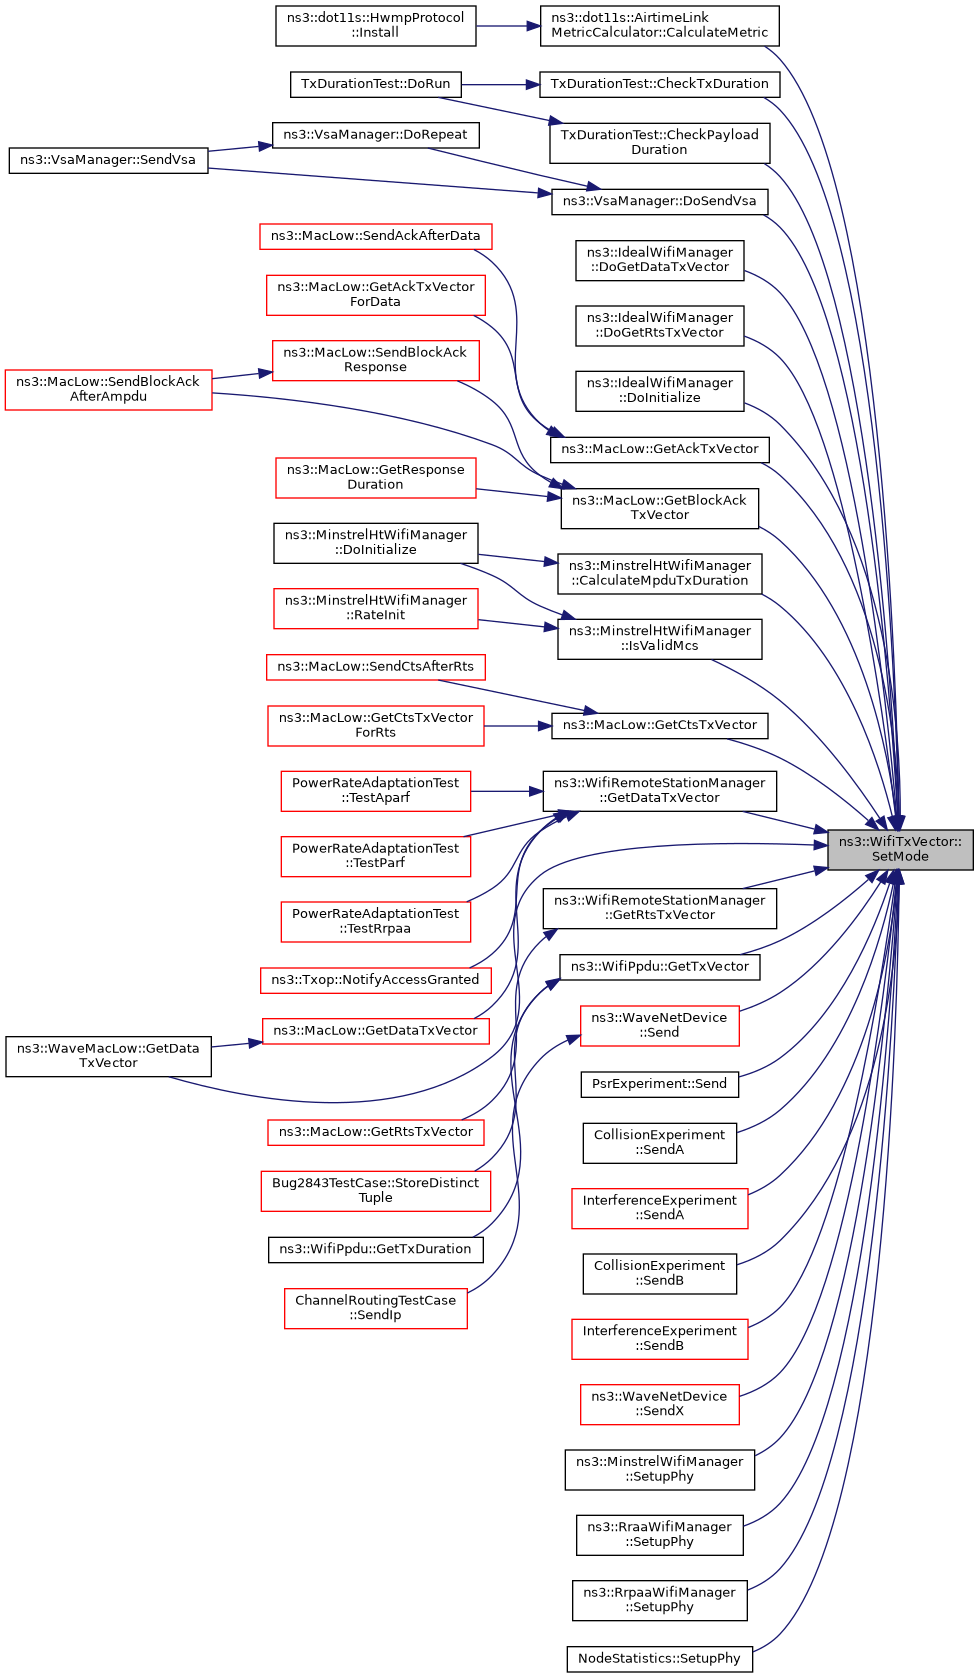 ns3::dot11s::HwmpProtocol
::Install
ns3::dot11s::AirtimeLink
MetricCalculator::CalculateMetric
TxDurationTest::DoRun
TxDurationTest::CheckTxDuration
ns3::VsaManager::DoRepeat
TxDurationTest::CheckPayload
Duration
ns3::VsaManager::SendVsa
ns3::VsaManager::DoSendVsa
ns3::MacLow::SendAckAfterData
ns3::IdealWifiManager
::DoGetDataTxVector
ns3::MacLow::GetAckTxVector
ForData
ns3::IdealWifiManager
::DoGetRtsTxVector
ns3::MacLow::SendBlockAck
Response
ns3::MacLow::SendBlockAck
AfterAmpdu
ns3::IdealWifiManager
::DoInitialize
ns3::MacLow::GetAckTxVector
ns3::MacLow::GetResponse
Duration
ns3::MacLow::GetBlockAck
TxVector
ns3::MinstrelHtWifiManager
::DoInitialize
ns3::MinstrelHtWifiManager
::CalculateMpduTxDuration
ns3::MinstrelHtWifiManager
::RateInit
ns3::MinstrelHtWifiManager
::IsValidMcs
ns3::MacLow::SendCtsAfterRts
ns3::MacLow::GetCtsTxVector
ForRts
ns3::MacLow::GetCtsTxVector
PowerRateAdaptationTest
::TestAparf
ns3::WifiRemoteStationManager
::GetDataTxVector
PowerRateAdaptationTest
::TestParf
ns3::WifiTxVector::
SetMode
PowerRateAdaptationTest
::TestRrpaa
ns3::WifiRemoteStationManager
::GetRtsTxVector
ns3::Txop::NotifyAccessGranted
ns3::WifiPpdu::GetTxVector
ns3::MacLow::GetDataTxVector
ns3::WaveNetDevice
::Send
ns3::WaveMacLow::GetData
TxVector
PsrExperiment::Send
ns3::MacLow::GetRtsTxVector
CollisionExperiment
::SendA
Bug2843TestCase::StoreDistinct
Tuple
InterferenceExperiment
::SendA
ns3::WifiPpdu::GetTxDuration
CollisionExperiment
::SendB
ChannelRoutingTestCase
::SendIp
InterferenceExperiment
::SendB
ns3::WaveNetDevice
::SendX
ns3::MinstrelWifiManager
::SetupPhy
ns3::RraaWifiManager
::SetupPhy
ns3::RrpaaWifiManager
::SetupPhy
NodeStatistics::SetupPhy